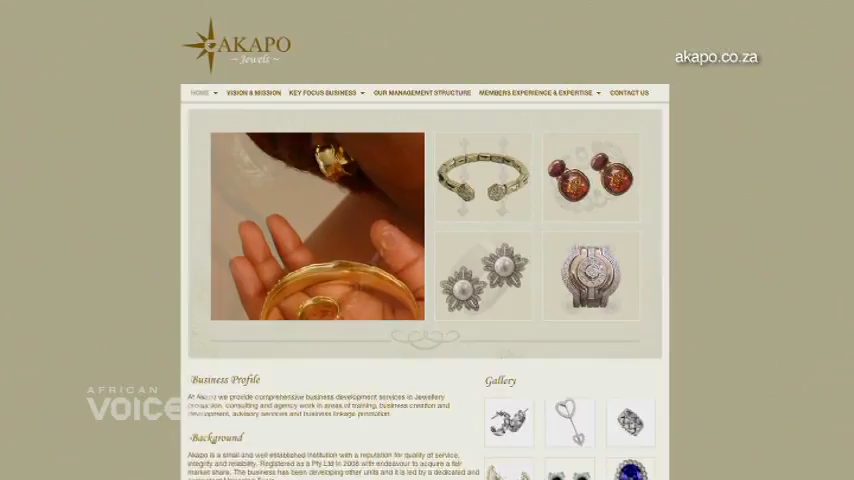 AKAPO
~ Jewels ~
akapo.co.za
HOME VISION & MISSION KEY FOCUS BUSINESS OUR MANAGEMENT STRUCTURE MEMBERS EXPERIENCE & EXPERTISE CONTACT US
Business Profile
At Akapo we provide comprehensive business development services in Jewellery
production, consulting and agency work in areas of training, business creation and
development, advisory services and business linkage promotion.
Background
Akapo is a small and well established institution with a reputation for quality of service,
integrity and reliability. Registered as a Pty Ltd in 2008 with endeavour to acquire a fair
market share. The business has been developing other units and it is led by a dedicated and
Gallery
AFRICAN
VOICES